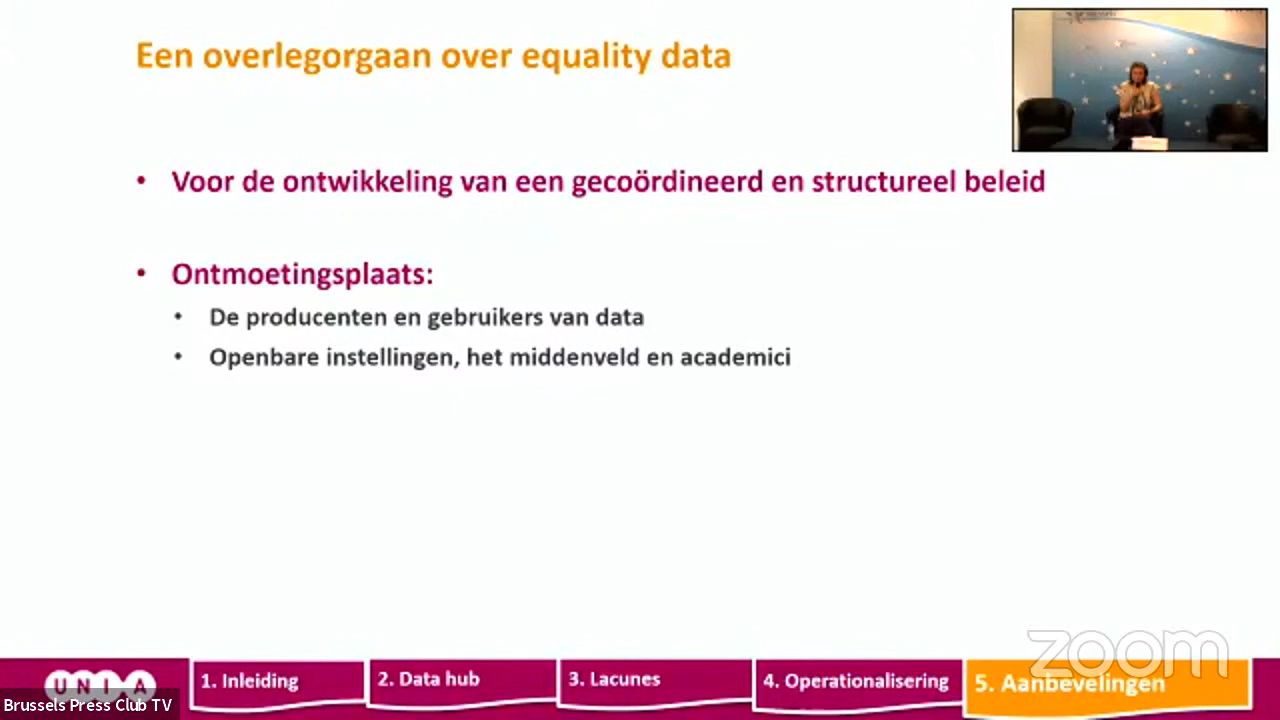 Een overlegorgaan over equality data
• Voor de ontwikkeling van een gecoördineerd en structureel beleid
• Ontmoetingsplaats:
• De producenten en gebruikers van data
• Openbare instellingen, het middenveld en academici
zoom
UNIA
1. Inleiding
2. Data hub
3. Lacunes
4. Operationalisering
5. Aanbevelingen
Brussels Press Club TV